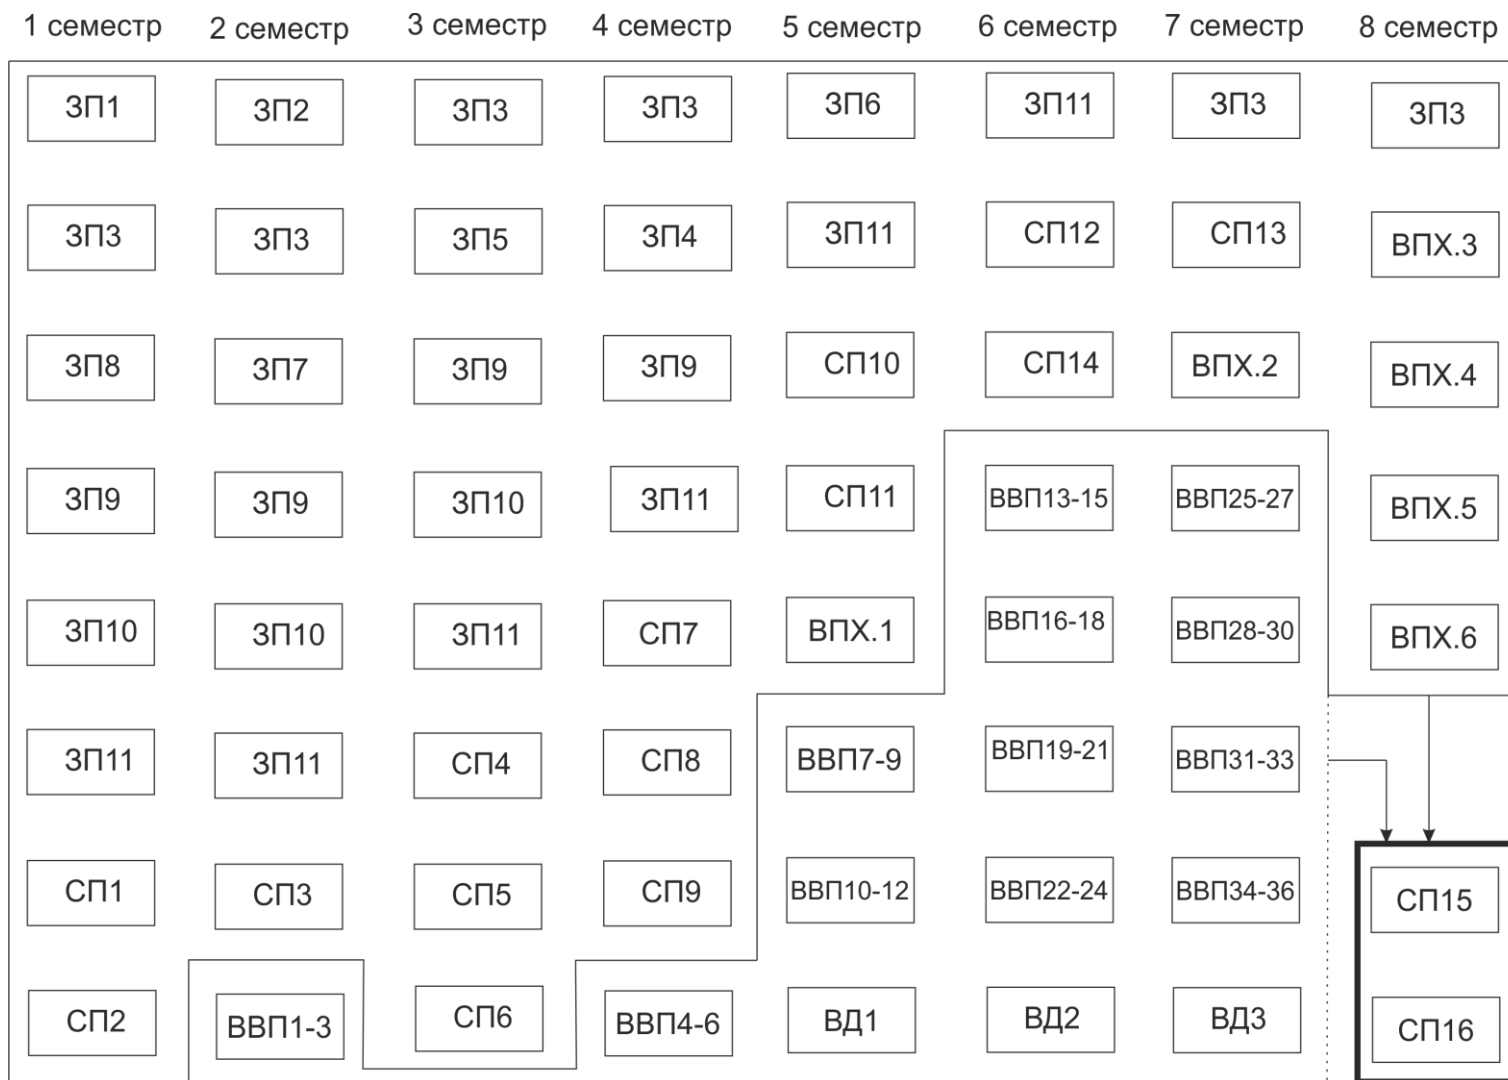 1 семестр 2 семестр 3 семестр 4 семестр 5 семестр 6 семестр 7 семестр 8 семестр
ЗП1 ЗП2 ЗП3 ЗП3 ЗП6 ЗП11 ЗП3 ЗП3
ЗП3 ЗП3 ЗП5 ЗП4 ЗП11 СП12 СП13 ВПХ.3
ЗП8 ЗП7 ЗП9 ЗП9 СП10 СП14 ВПХ.2 ВПХ.4
ЗП9 ЗП9 ЗП10 ЗП11 СП11 ВВП13-15 ВВП25-27 ВПХ.5
ЗП10 ЗП10 ЗП11 СП7 ВПХ.1 ВВП16-18 ВВП28-30 ВПХ.6
ЗП11 ЗП11 СП4 СП8 ВВП7-9 ВВП19-21 ВВП31-33
СП1 СП3 СП5 СП9 ВВП10-12 ВВП22-24 ВВП34-36 СП15
СП2 ВВП1-3 СП6 ВВП4-6 ВД1 ВД2 ВД3 СП16